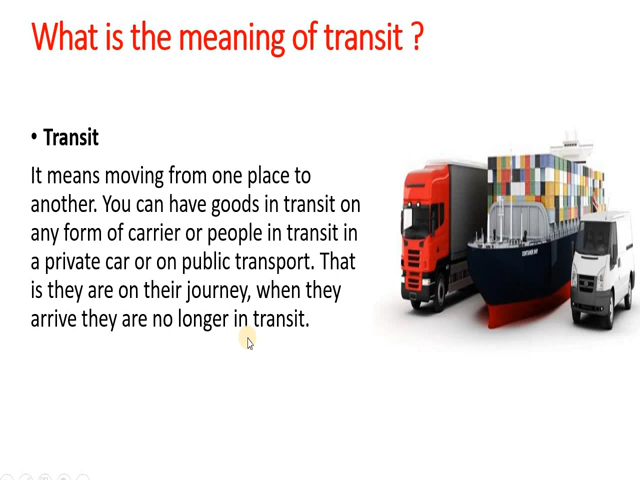 What is the meaning of transit ?
• Transit
It means moving from one place to
another. You can have goods in transit on
any form of carrier or people in transit in
a private car or on public transport. That
is they are on their journey, when they
arrive they are no longer in transit.